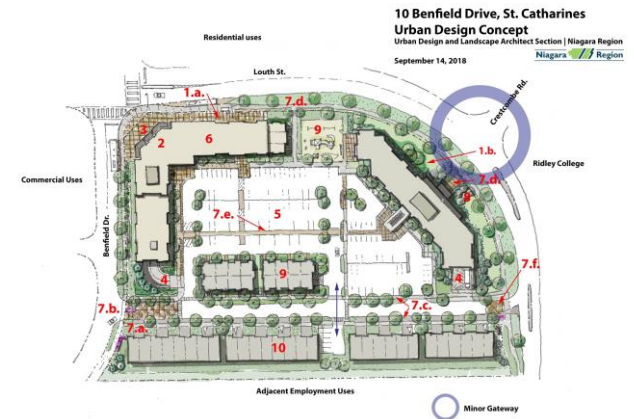 10 Benfield Drive, St. Catharines
Urban Design Concept
Urban Design and Landscape Architect Section | Niagara Region
Niagara Region
September 14, 2018
Residential uses
Louth St.
Crestcombe Rd.
1.a.
7.d.
3
2
6
9
1.b.
Ridley College
7.d.
8
Commercial Uses
Benfield Dr.
5
7.e.
4
9
4
7.f.
7.b.
7.c.
7.a.
10
Adjacent Employment Uses
Minor Gateway